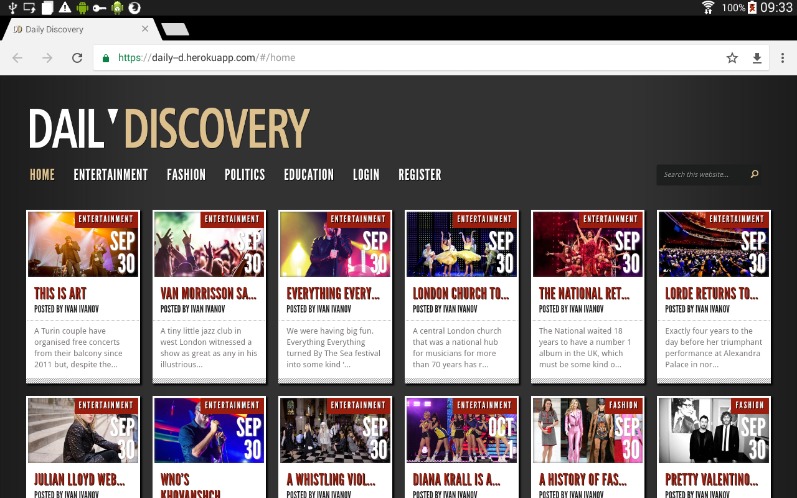 100% 09:33
Daily Discovery
https://daily-d.herokuapp.com/#/home
DAIL'DISCOVERY
HOME ENTERTAINMENT FASHION POLITICS EDUCATION LOGIN REGISTER
Search this website...
ENTERTAINMENT
SEP
30
THIS IS ART
POSTED BY IVAN IVANOV
A Turin couple have
organised free concerts
from their balcony since
2011 but, despite the...
ENTERTAINMENT
SEP
30
VAN MORRISSON SA...
POSTED BY IVAN IVANOV
A tiny little jazz club in
west London witnessed a
show as great as any in his
illustrious...
ENTERTAINMENT
SEP
30
EVERYTHING EVERY...
POSTED BY IVAN IVANOV
We were having big fun.
Everything Everything
turned By The Sea festival
into some kind '...
ENTERTAINMENT
SEP
30
LONDON CHURCH TO...
POSTED BY IVAN IVANOV
A central London church
that was a national hub
for musicians for more
than 70 years has r...
ENTERTAINMENT
SEP
30
THE NATIONAL RET...
POSTED BY IVAN IVANOV
The National waited 18
years to have a number 1
album in the UK, which
must be some kind o...
ENTERTAINMENT
SEP
30
LORDE RETURNS TO...
POSTED BY IVAN IVANOV
Exactly four years to the
day before her triumphant
performance at Alexandra
Palace in nor...
ENTERTAINMENT
SEP
30
JULIAN LLOYD WEB...
POSTED BY IVAN IVANOV
ENTERTAINMENT
SEP
30
WNO'S
KHOVANSHCH...
ENTERTAINMENT
SEP
30
A WHISTLING VIOL...
POSTED BY IVAN IVANOV
ENTERTAINMENT
OCT
1
DIANA KRALL IS A...
POSTED BY IVAN IVANOV
FASHION
SEP
30
A HISTORY OF FAS...
POSTED BY IVAN IVANOV
FASHION
SEP
30
PRETTY VALENTINO...
POSTED BY IVAN IVANOV